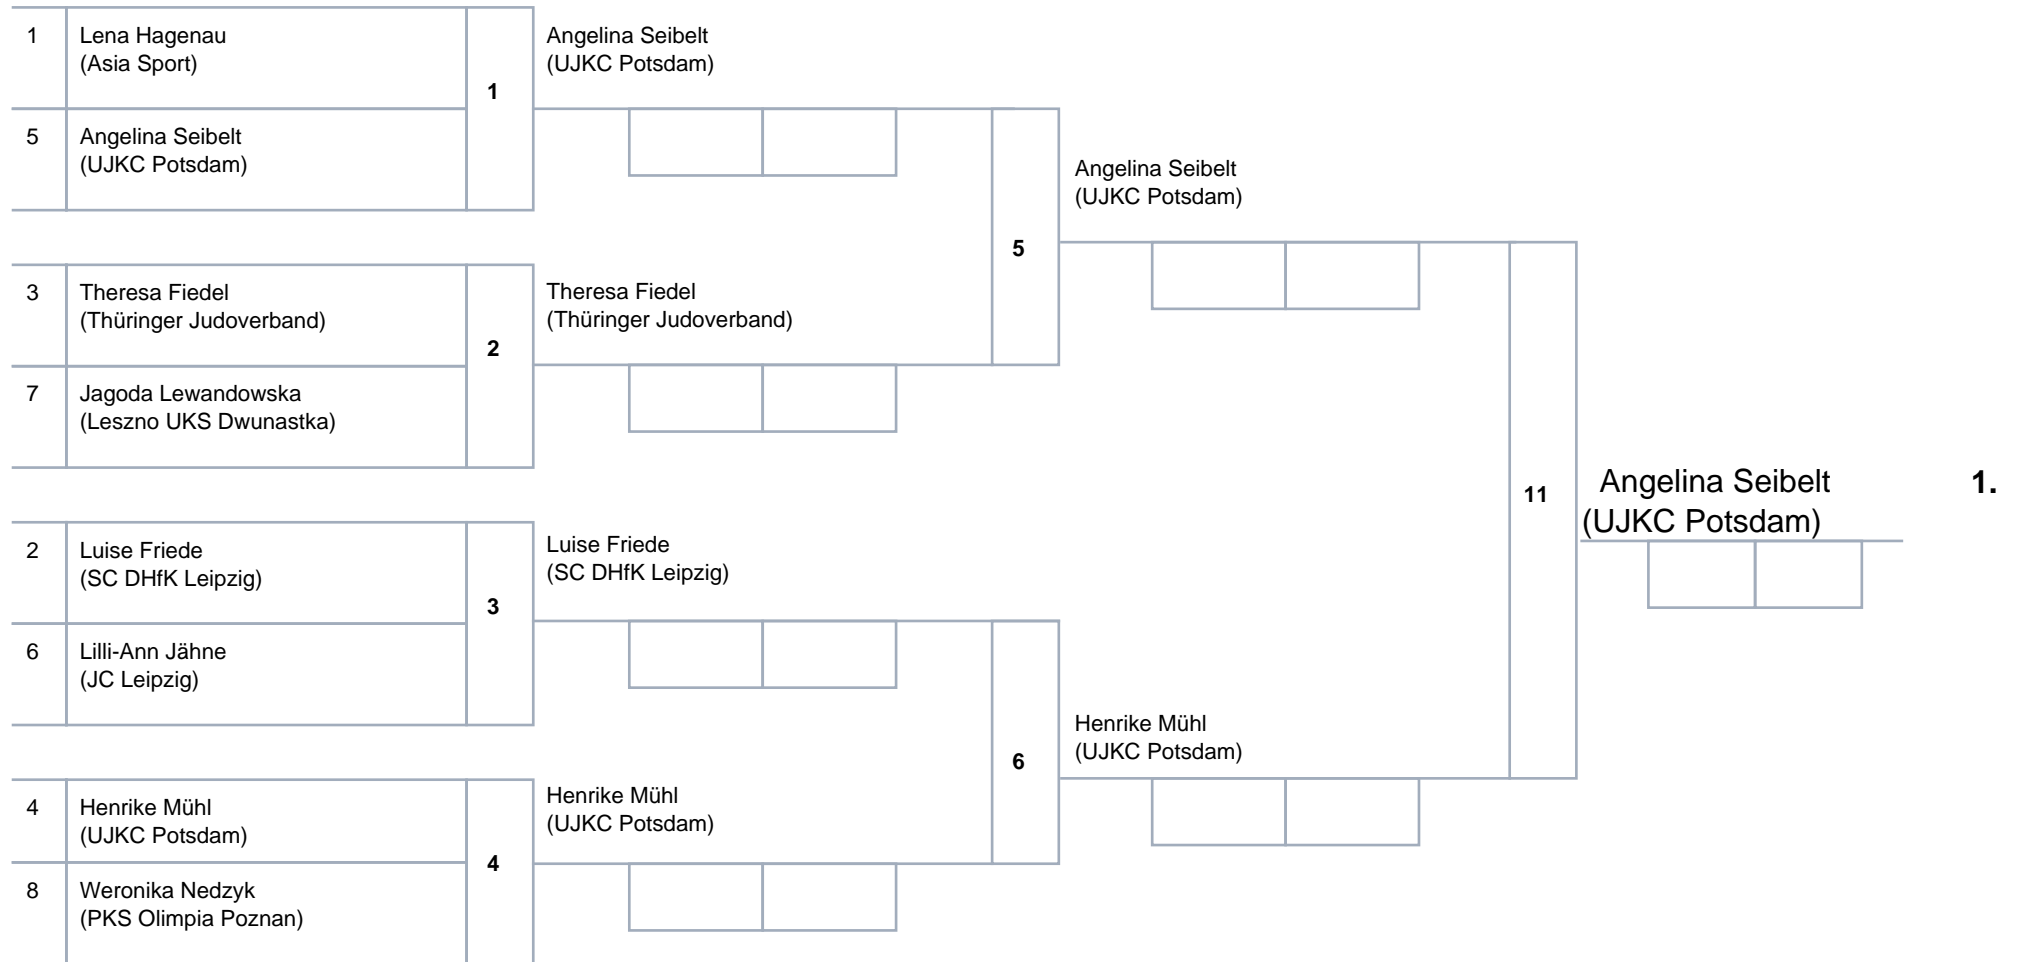 1
Lena Hagenau
(Asia Sport)
5
Angelina Seibelt
(UJKC Potsdam)
1
3
Theresa Fiedel
(Thüringer Judoverband)
7
Jagoda Lewandowska
(Leszno UKS Dwunastka)
2
2
Luise Friede
(SC DHfK Leipzig)
6
Lilli-Ann Jähne
(JC Leipzig)
3
4
Henrike Mühl
(UJKC Potsdam)
8
Weronika Nedzyk
(PKS Olimpia Poznan)
4
Angelina Seibelt
(UJKC Potsdam)
Theresa Fiedel
(Thüringer Judoverband)
5
Luise Friede
(SC DHfK Leipzig)
Henrike Mühl
(UJKC Potsdam)
6
Angelina Seibelt
(UJKC Potsdam)
Henrike Mühl
(UJKC Potsdam)
11
Angelina Seibelt
(UJKC Potsdam)
1.